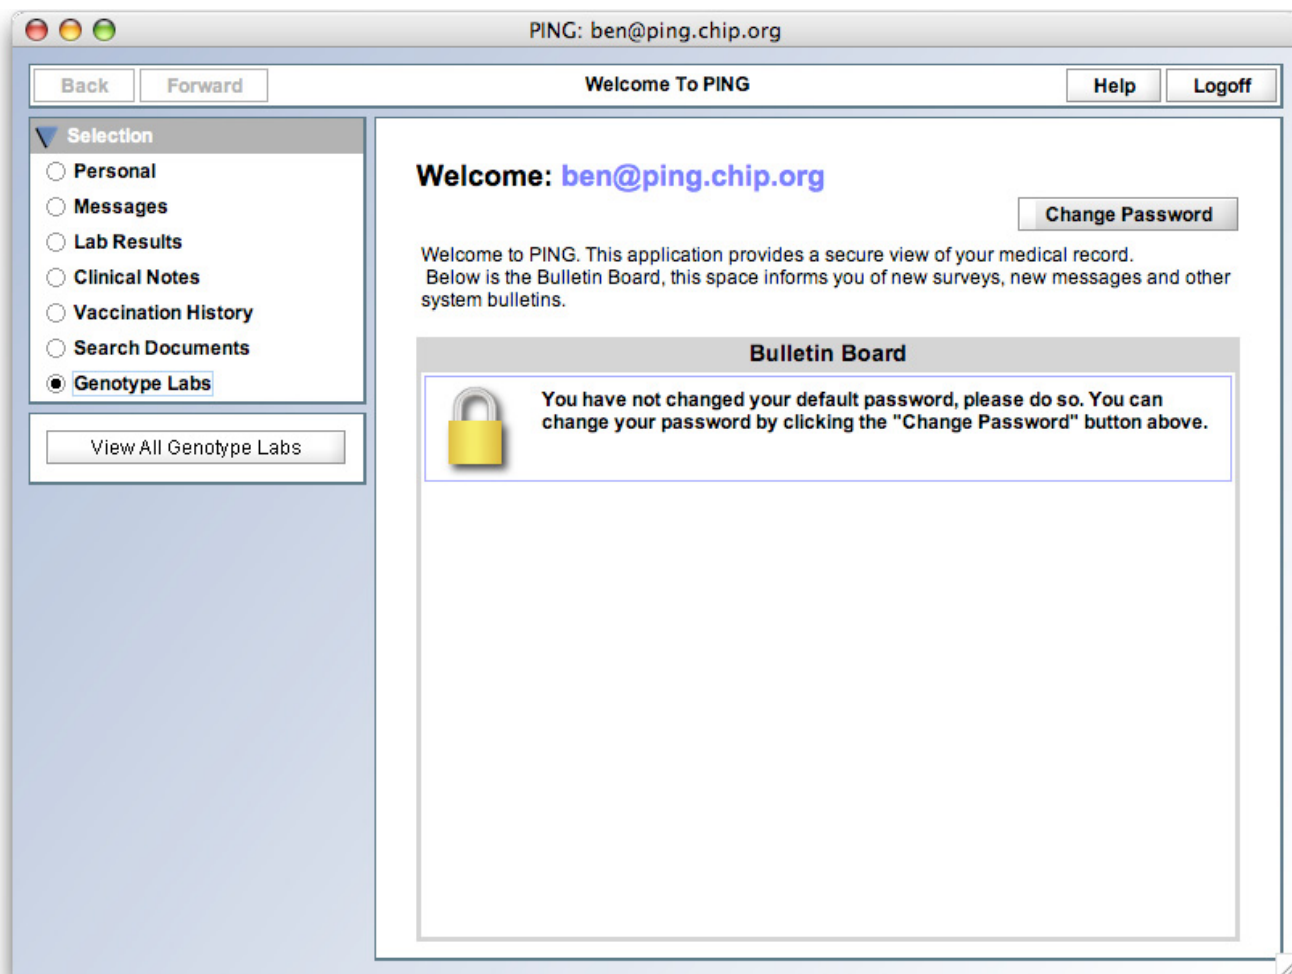 PING: ben@ping.chip.org
Back Forward Welcome To PING Help Logoff
Selection
Personal
Messages
Lab Results
Clinical Notes
Vaccination History
Search Documents
Genotype Labs
View All Genotype Labs
Welcome: ben@ping.chip.org
Change Password
Welcome to PING. This application provides a secure view of your medical record.
Below is the Bulletin Board, this space informs you of new surveys, new messages and other
system bulletins.
Bulletin Board
You have not changed your default password, please do so. You can
change your password by clicking the "Change Password" button above.